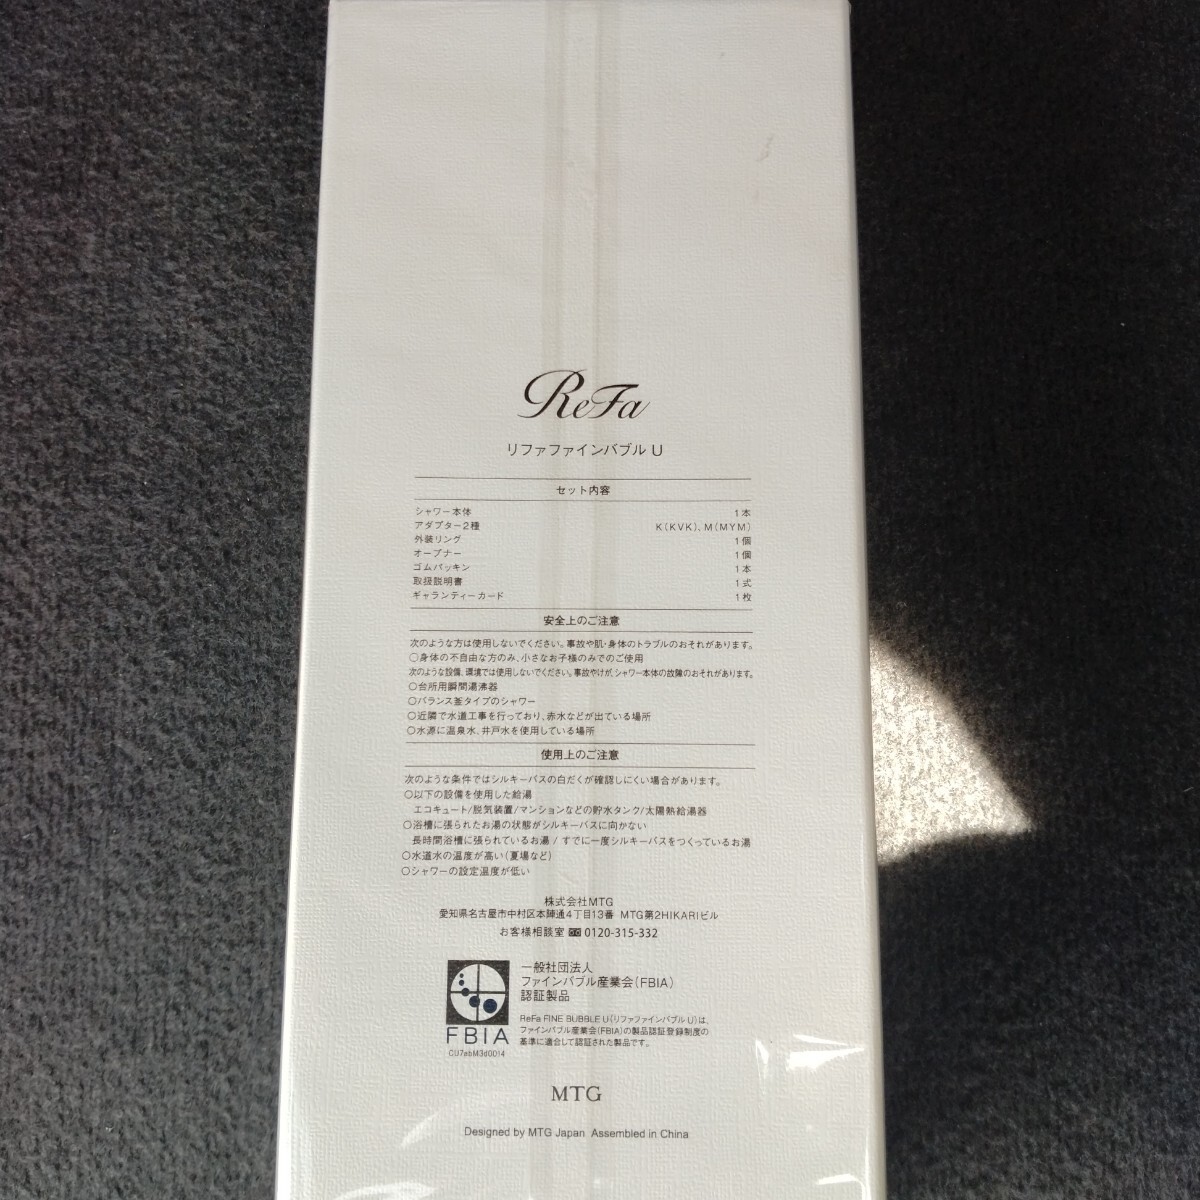 ReFa
リファファインバブル U
セット内容
シャワー本体 1本
アダプター2種 K(KVK)、M(MYM)
外装リング 1個
オープナー 1個
ゴムパッキン 1本
取扱説明書 1式
ギャランティーカード 1枚
安全上のご注意
次のような方は使用しないでください。事故や肌・身体のトラブルのおそれがあります。
○身体の不自由な方のみ、小さなお子様のみでのご使用
次のような設備、環境では使用しないでください。事故やけが、シャワー本体の故障のおそれがあります。
○台所用瞬間湯沸器
○バランス釜タイプのシャワー
○近隣で水道工事を行っており、赤水などが出ている場所
○水源に温泉水、井戸水を使用している場所
使用上のご注意
次のような条件ではシルキーバスの白だくが確認しにくい場合があります。
○以下の設備を使用した給湯
エコキュート/脱気装置/マンションなどの貯水タンク/太陽熱給湯器
○浴槽に張られたお湯の状態がシルキーバスに向かない
長時間浴槽に張られているお湯 / すでに一度シルキーバスをつくっているお湯
○水道水の温度が高い(夏場など)
○シャワーの設定温度が低い
株式会社MTG
愛知県名古屋市中村区本陣通4丁目13番 MTG第2HIKARIビル
お客様相談室 0120-315-332
一般社団法人
ファインバブル産業会(FBIA)
認証製品
ReFa FINE BUBBLE U(リファファインバブル U)は、
ファインバブル産業会(FBIA)の製品認証登録制度の
基準に適合して認証された製品です。
FBIA
CU7abM3d0014
MTG
Designed by MTG Japan Assembled in China